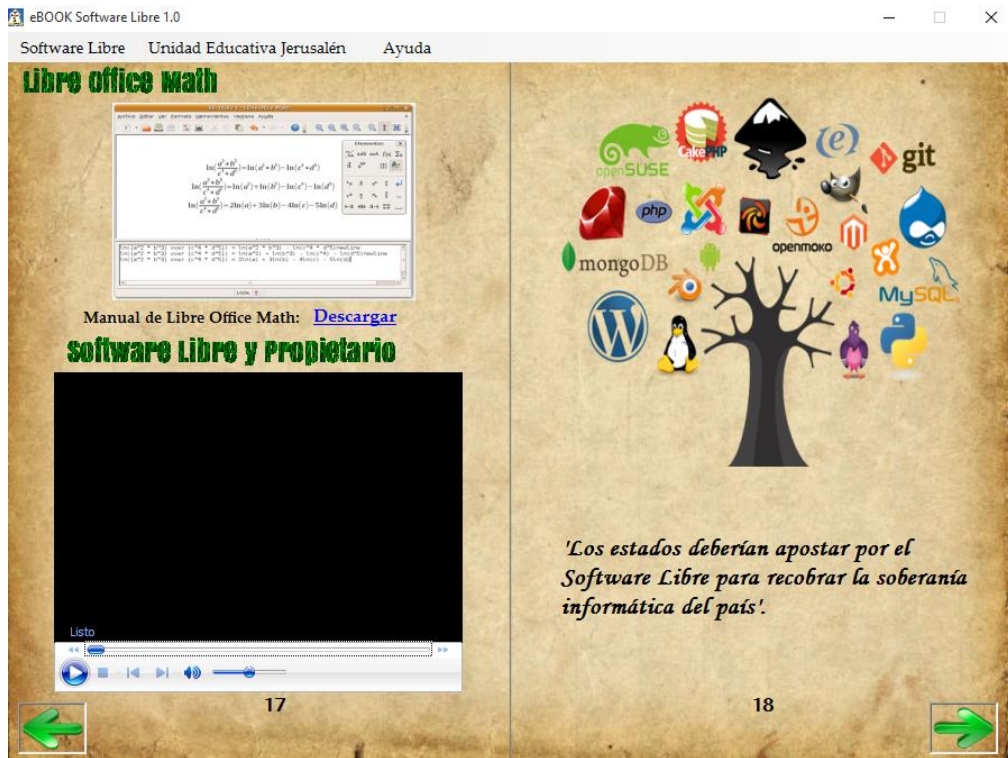 eBOOK Software Libre 1.0
Software Libre Unidad Educativa Jerusalén Ayuda
Libre Office Math
Manual de Libre Office Math: Descargar
Software Libre y Propietario
Listo
17
openSUSE
CakePHP
git
php
openmoko
mongoDB
MySQL
'Los estados deberían apostar por el
Software Libre para recobrar la soberanía
informática del país'.
18